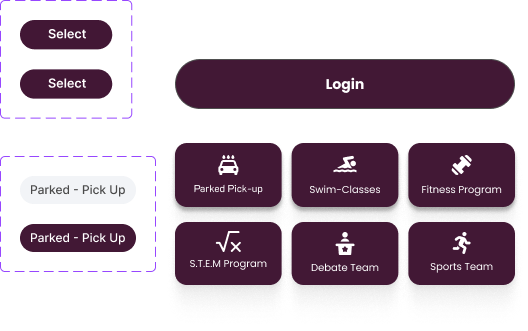 Select
Select
Login
Parked - Pick Up
Parked - Pick Up
Parked Pick-up
Swim-Classes
Fitness Program
S.T.E.M Program
Debate Team
Sports Team